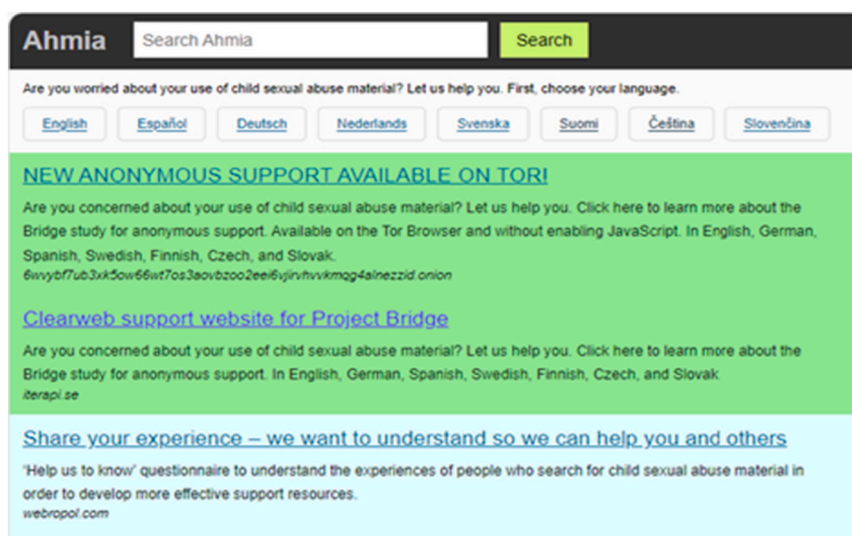 Ahmia
Search Ahmia
Search
Are you worried about your use of child sexual abuse material? Let us help you. First, choose your language.
English
Español
Deutsch
Nederlands
Svenska
Suomi
Čeština
Slovenčina
NEW ANONYMOUS SUPPORT AVAILABLE ON TOR!
Are you concerned about your use of child sexual abuse material? Let us help you. Click here to learn more about the
Bridge study for anonymous support. Available on the Tor Browser and without enabling JavaScript. In English, German,
Spanish, Swedish, Finnish, Czech, and Slovak.
Clearweb support website for Project Bridge
Are you concerned about your use of child sexual abuse material? Let us help you. Click here to learn more about the
Bridge study for anonymous support. In English, German, Spanish, Swedish, Finnish, Czech, and Slovak
iterapi.se
Share your experience – we want to understand so we can help you and others
'Help us to know' questionnaire to understand the experiences of people who search for child sexual abuse material in
order to develop more effective support resources.
webropol.com